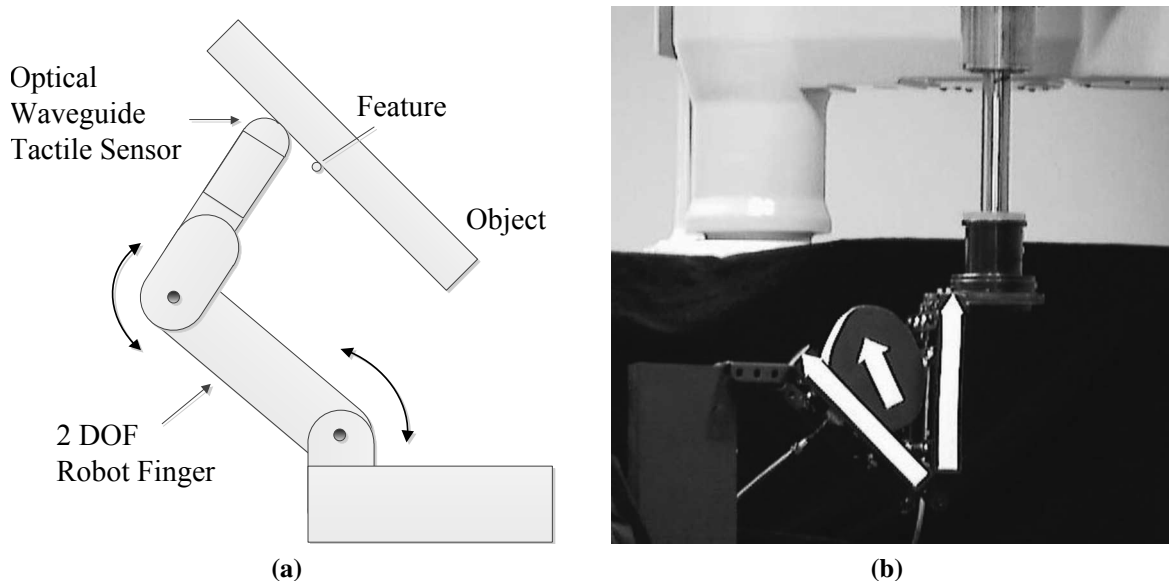 Optical
Waveguide
Tactile Sensor
Feature
Object
2 DOF
Robot Finger
(a)
(b)